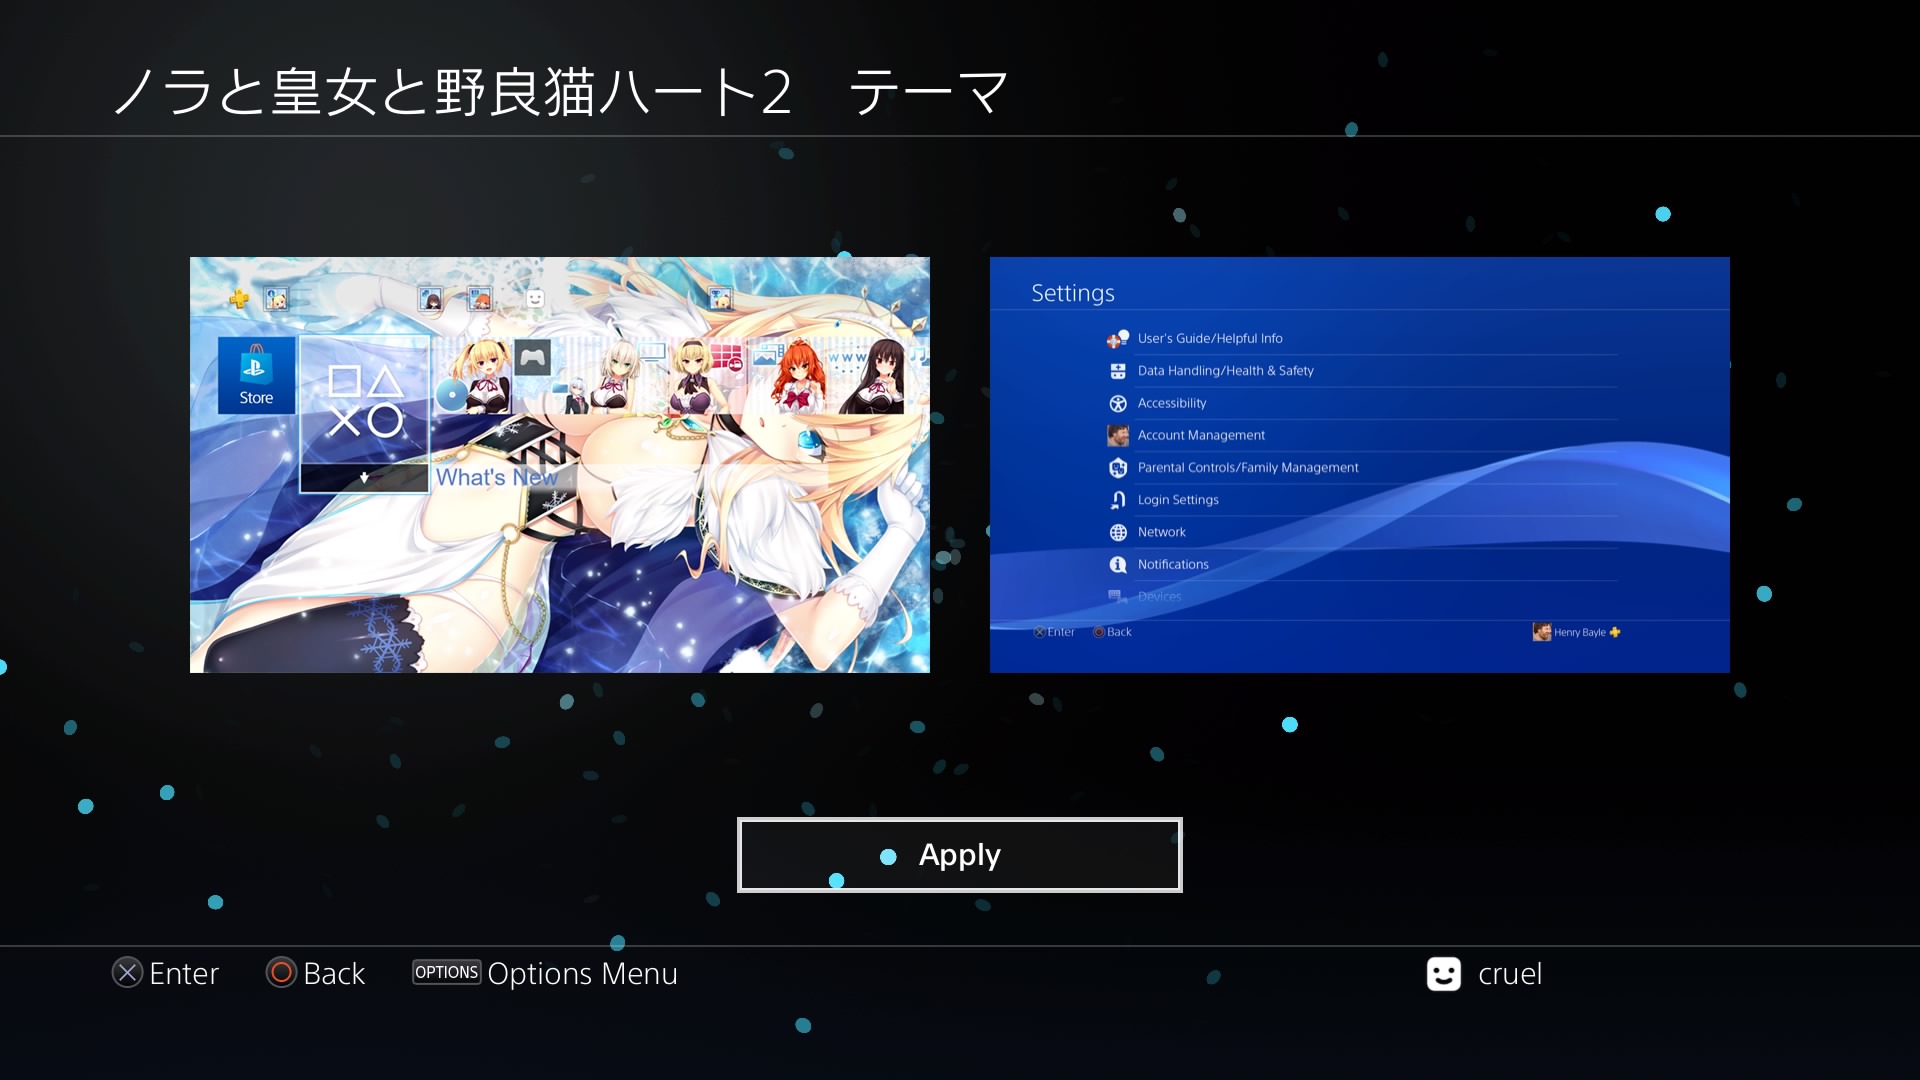 ノラと皇女と野良猫ハート2　テーマ
Store
What's New
www
Settings
User's Guide/Helpful Info
Data Handling/Health & Safety
Accessibility
Account Management
Parental Controls/Family Management
Login Settings
Network
Notifications
Devices
Enter Back
Henry Bayle
Apply
Enter Back OPTIONS Options Menu
cruel